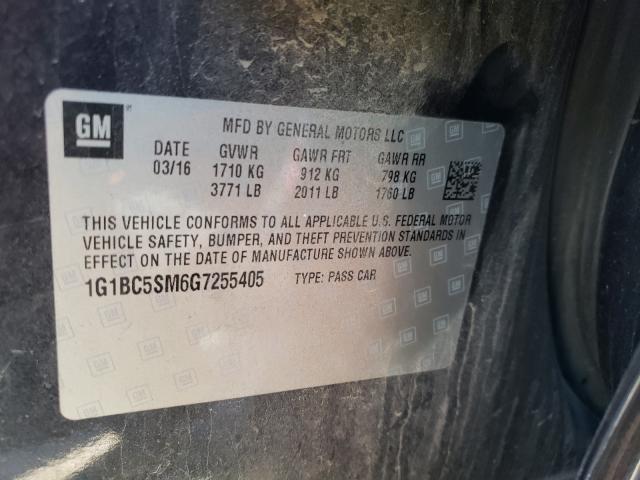 GM
MFD BY GENERAL MOTORS LLC
DATE GVWR GAWR FRT GAWR RR
03/16 1710 KG 912 KG 798 KG
3771 LB 2011 LB 1760 LB
THIS VEHICLE CONFORMS TO ALL APPLICABLE U.S. FEDERAL MOTOR
VEHICLE SAFETY, BUMPER, AND THEFT PREVENTION STANDARDS IN
EFFECT ON THE DATE OF MANUFACTURE SHOWN ABOVE.
1G1BC5SM6G7255405 TYPE: PASS CAR